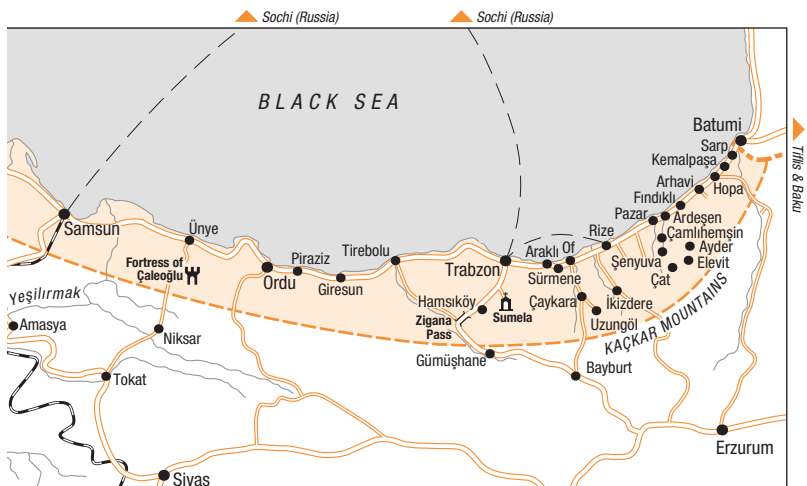 Sochi (Russia)
Sochi (Russia)
BLACK SEA
Batumi
Tiflis & Baku
Sarp
Kemalpaşa
Arhavi
Hopa
Fındıklı
Pazar
Ardeşen
Çamlıhemşin
Samsun
Ünye
Rize
Ayder
Tirebolu
Trabzon
Araklı
Of
Şenyuva
Elevit
Fortress of
Çaleoğlu
Piraziz
Sürmene
Çat
Ordu
Giresun
Hamsıköy
Çaykara
İkizdere
Yeşilırmak
Sumela
Uzungöl
KAÇKAR MOUNTAINS
Amasya
Niksar
Zigana
Pass
Gümüşhane
Tokat
Bayburt
Erzurum
Sivas